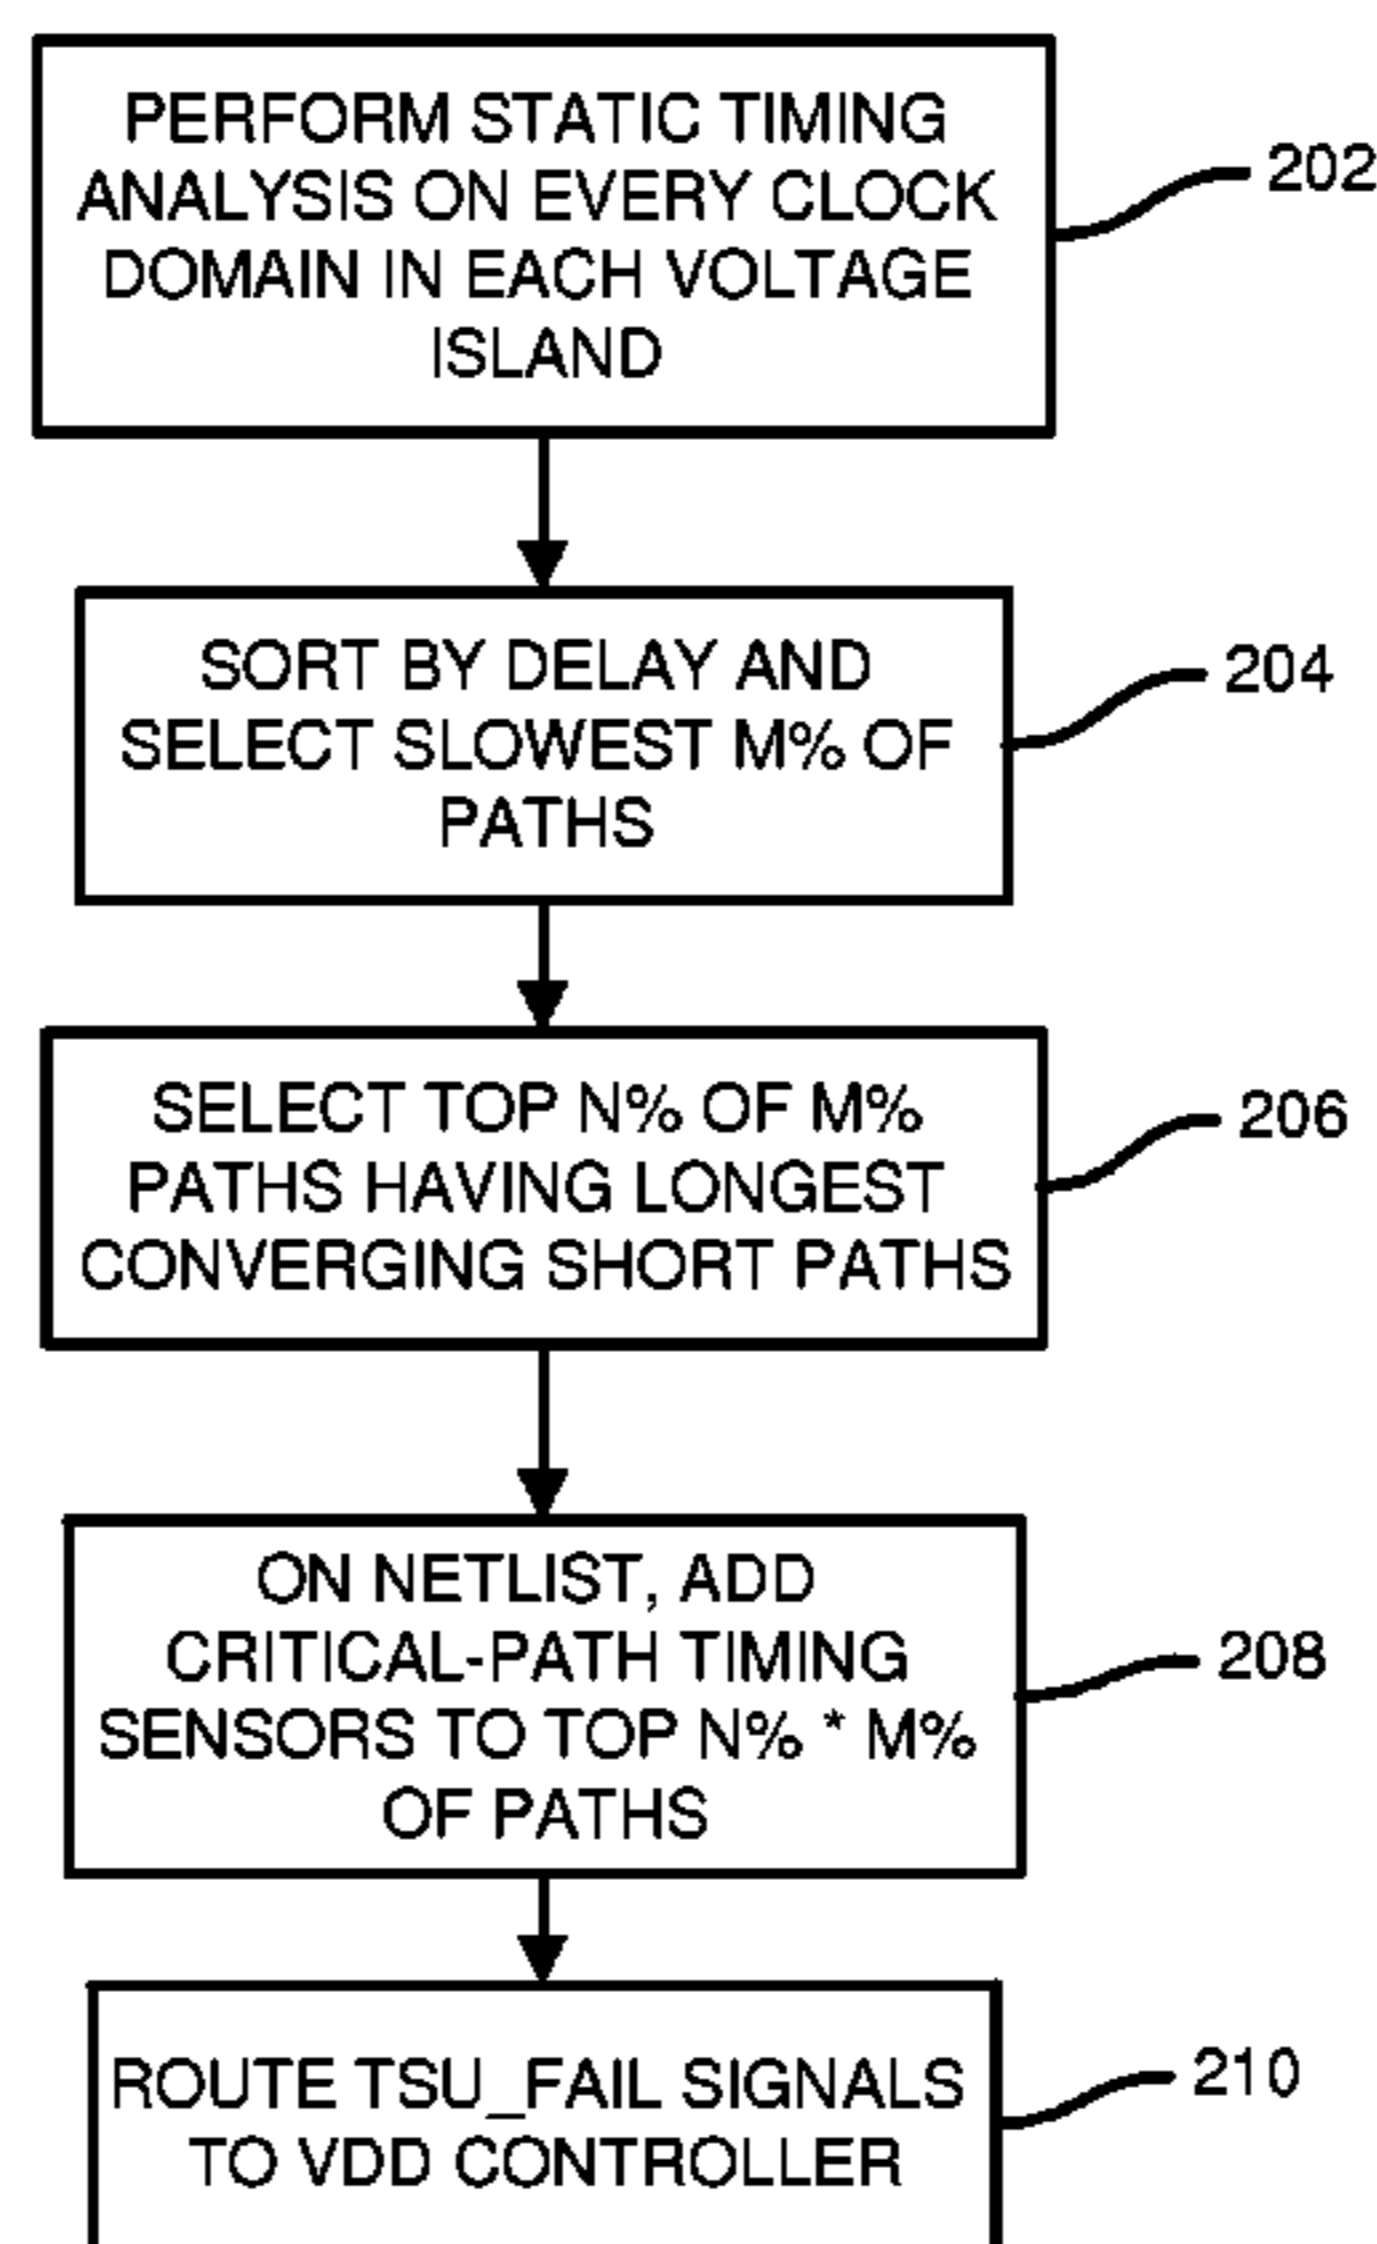 PERFORM STATIC TIMING
ANALYSIS ON EVERY CLOCK
DOMAIN IN EACH VOLTAGE
ISLAND
202
SORT BY DELAY AND
SELECT SLOWEST M% OF
PATHS
204
SELECT TOP N% OF M%
PATHS HAVING LONGEST
CONVERGING SHORT PATHS
206
ON NETLIST, ADD
CRITICAL-PATH TIMING
SENSORS TO TOP N% * M%
OF PATHS
208
ROUTE TSU_FAIL SIGNALS
TO VDD CONTROLLER
210